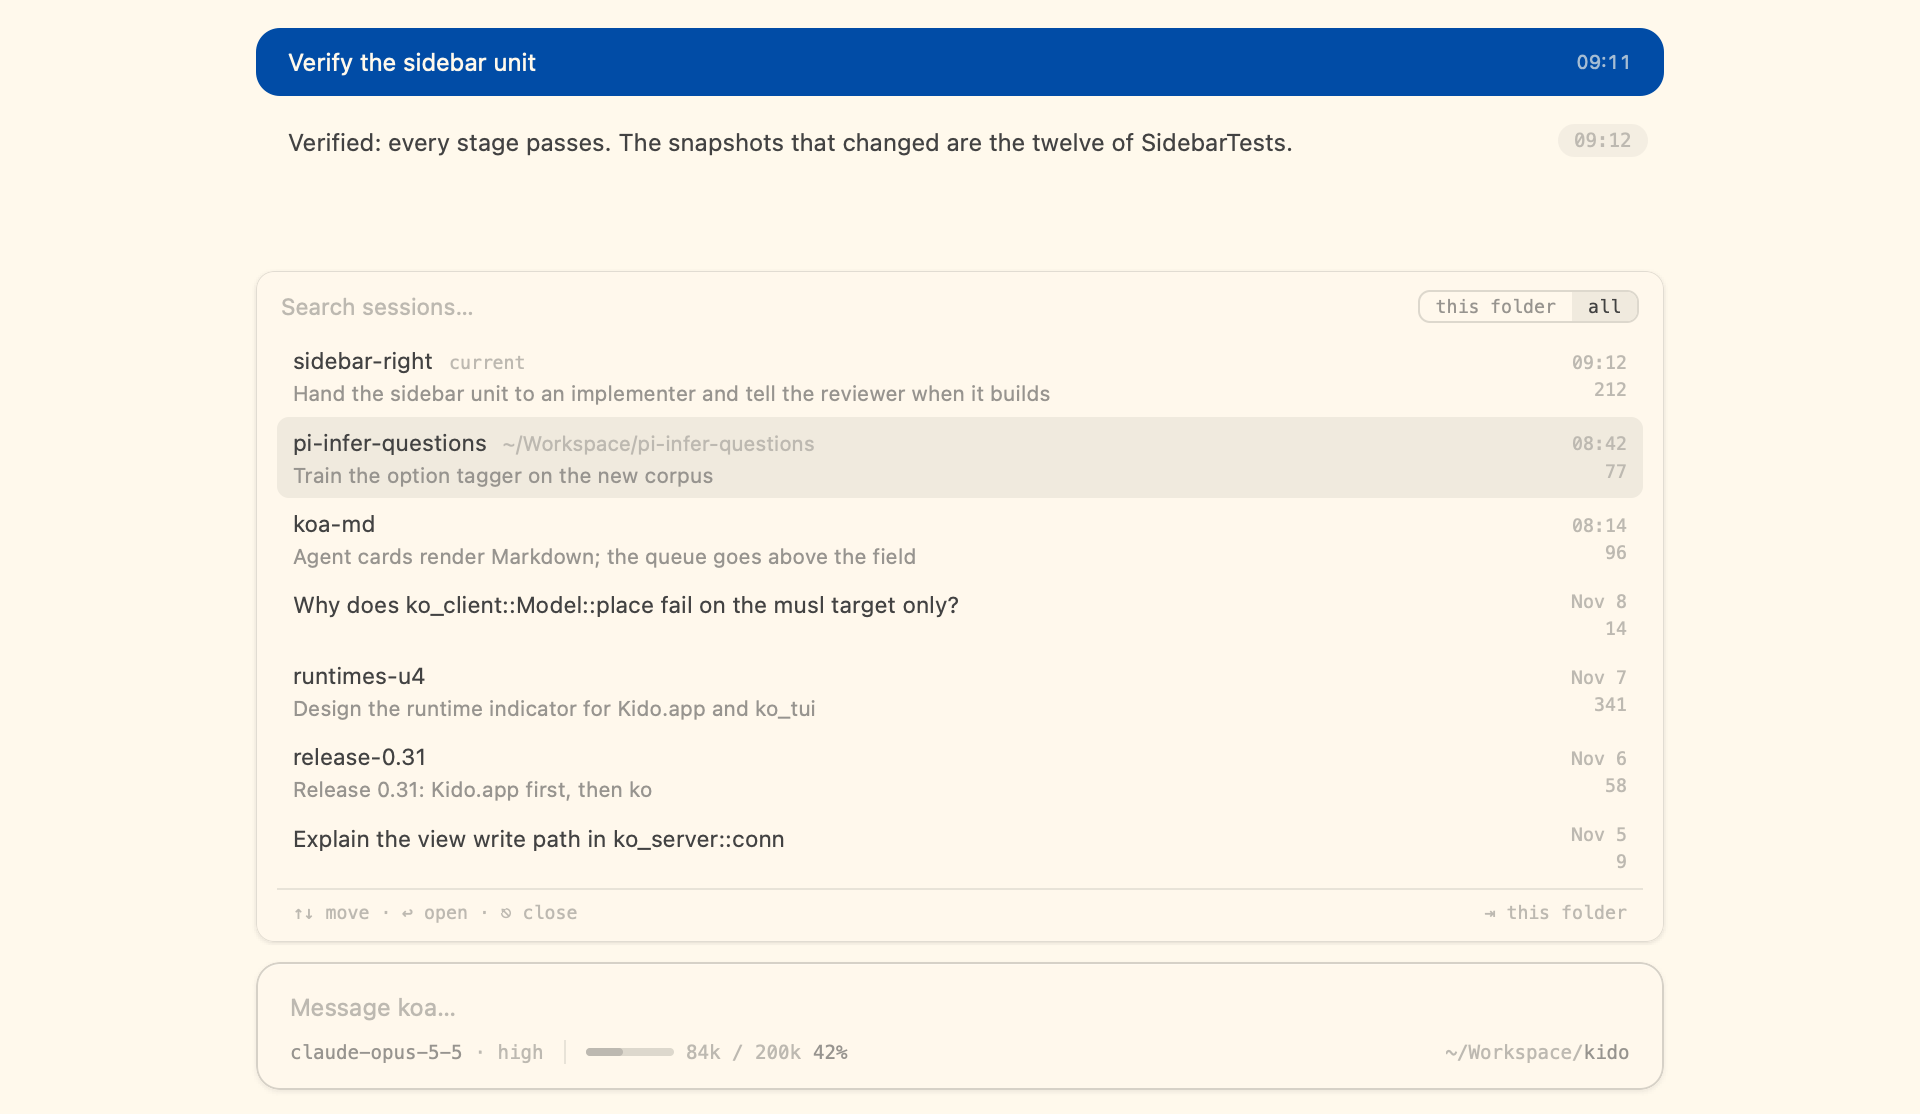 Verify the sidebar unit 09:11
Verified: every stage passes. The snapshots that changed are the twelve of SidebarTests. 09:12
Search sessions... this folder all
sidebar-right current 09:12
Hand the sidebar unit to an implementer and tell the reviewer when it builds 212
pi-infer-questions ~/Workspace/pi-infer-questions 08:42
Train the option tagger on the new corpus 77
koa-md 08:14
Agent cards render Markdown; the queue goes above the field 96
Why does ko_client::Model::place fail on the musl target only? Nov 8
14
runtimes-u4 Nov 7
Design the runtime indicator for Kido.app and ko_tui 341
release-0.31 Nov 6
Release 0.31: Kido.app first, then ko 58
Explain the view write path in ko_server::conn Nov 5
9
↑↓ move · ↩ open · ⎋ close ⇥ this folder
Message koa...
claude-opus-5-5 · high 84k / 200k 42% ~/Workspace/kido